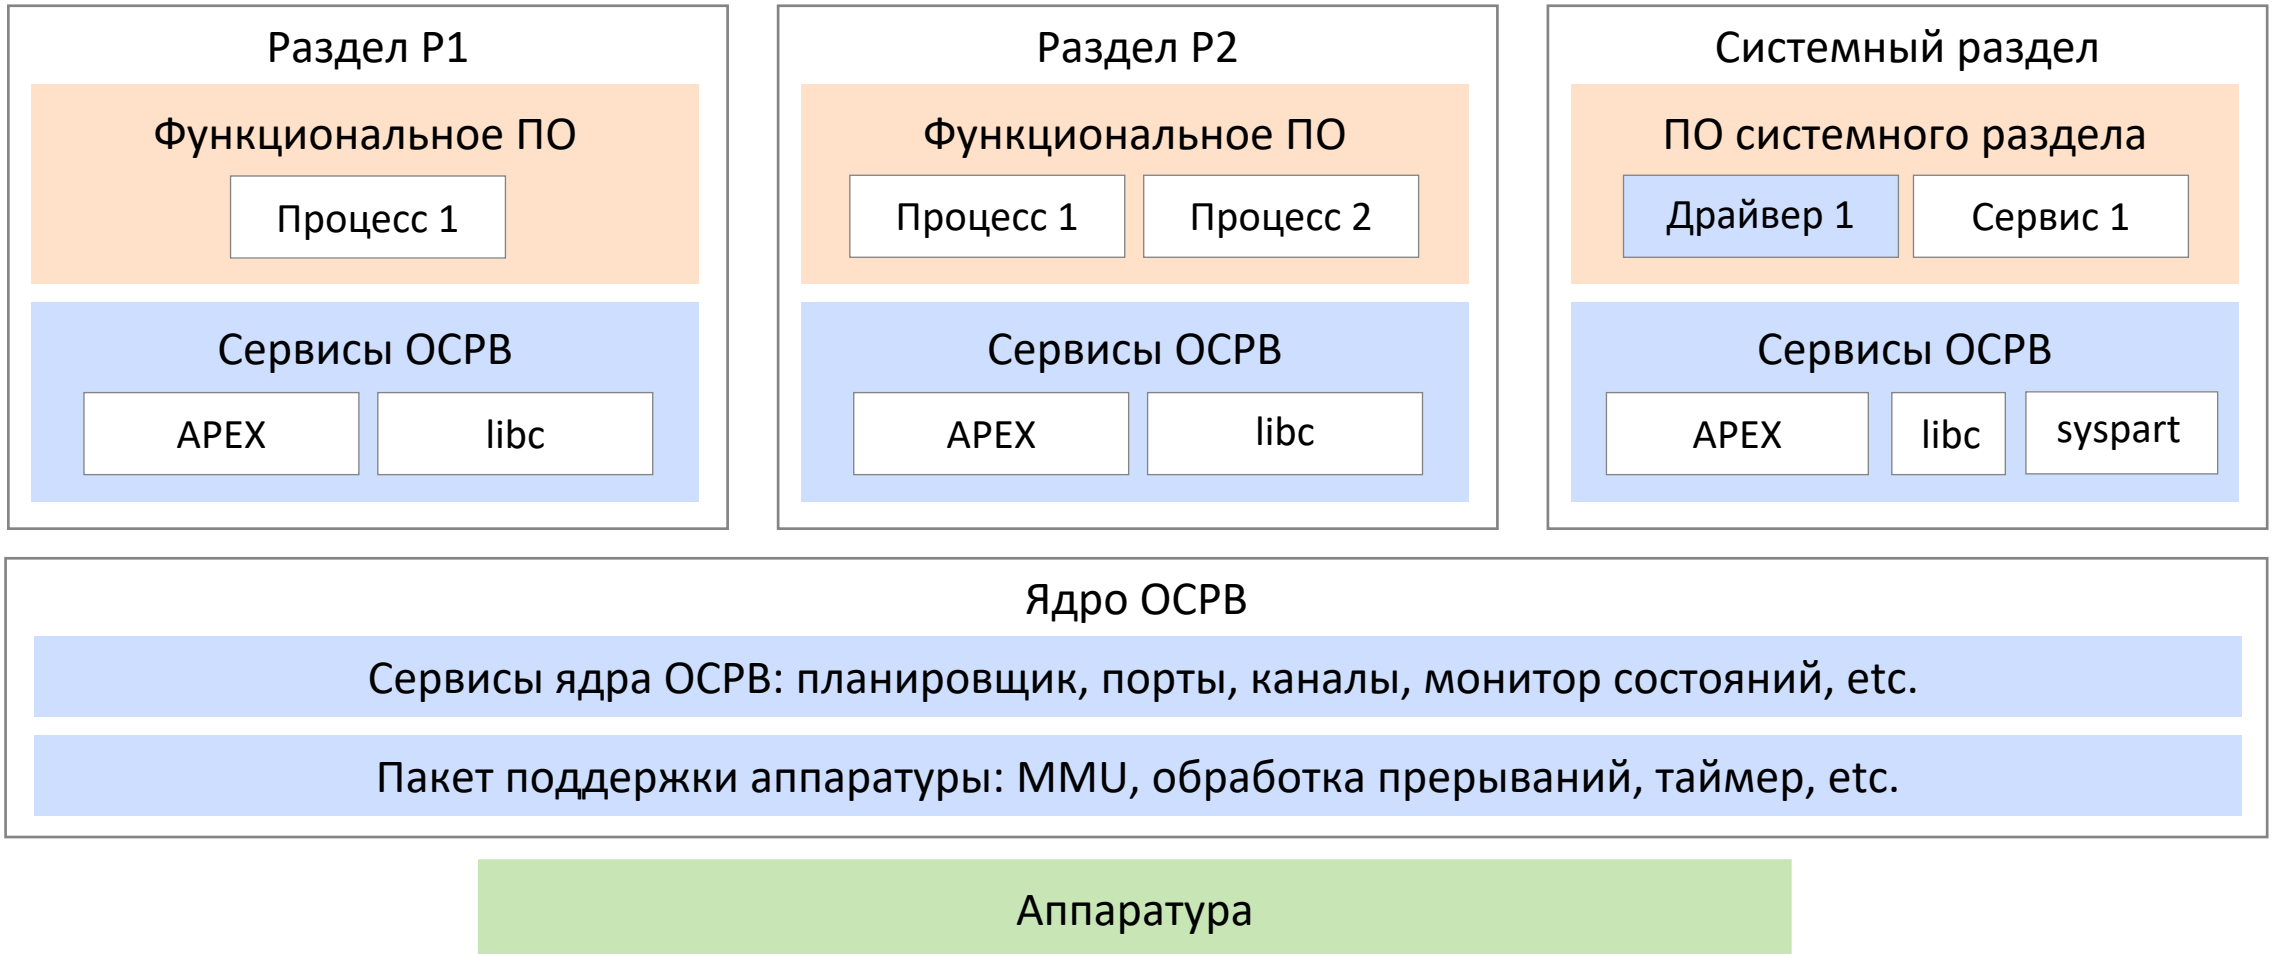 Раздел P1
Функциональное ПО
Процесс 1
Сервисы ОСРВ
APEX
libc
Раздел P2
Функциональное ПО
Процесс 1
Процесс 2
Сервисы ОСРВ
APEX
libc
Системный раздел
ПО системного раздела
Драйвер 1
Сервис 1
Сервисы ОСРВ
APEX
libc
syspart
Ядро ОСРВ
Сервисы ядра ОСРВ: планировщик, порты, каналы, монитор состояний, etc.
Пакет поддержки аппаратуры: MMU, обработка прерываний, таймер, etc.
Аппаратура